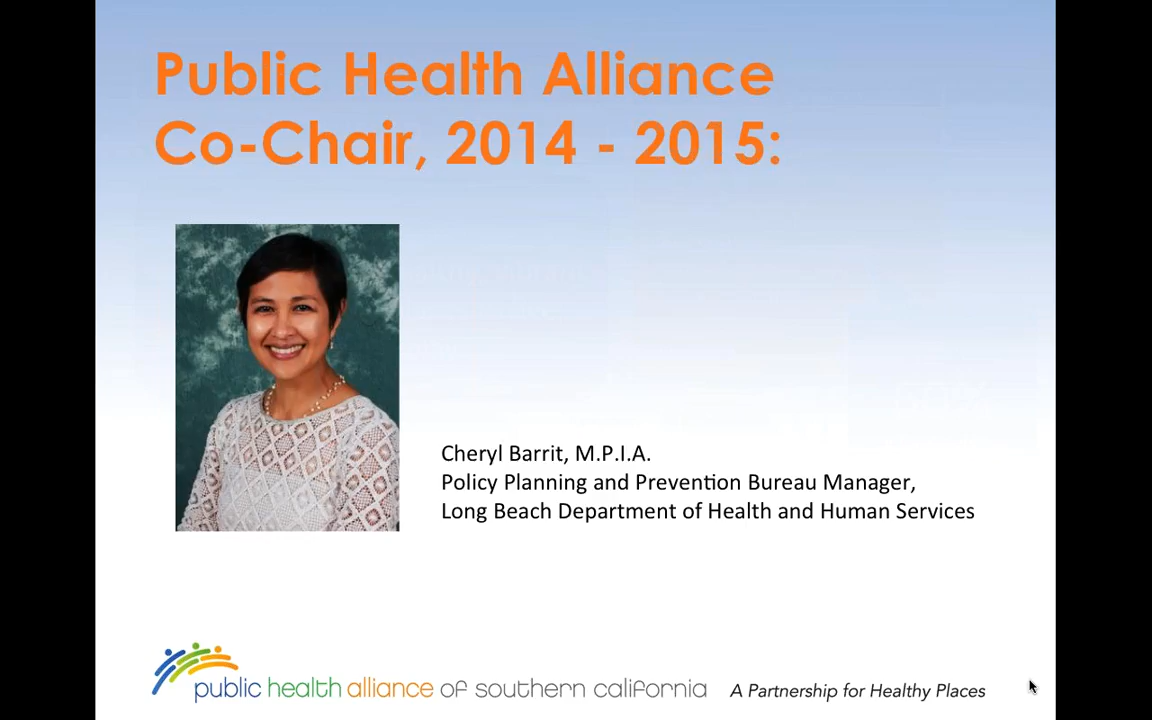 Public Health Alliance
Co-Chair, 2014 - 2015:
Cheryl Barrit, M.P.I.A.
Policy Planning and Prevention Bureau Manager,
Long Beach Department of Health and Human Services
public health alliance of southern california A Partnership for Healthy Places